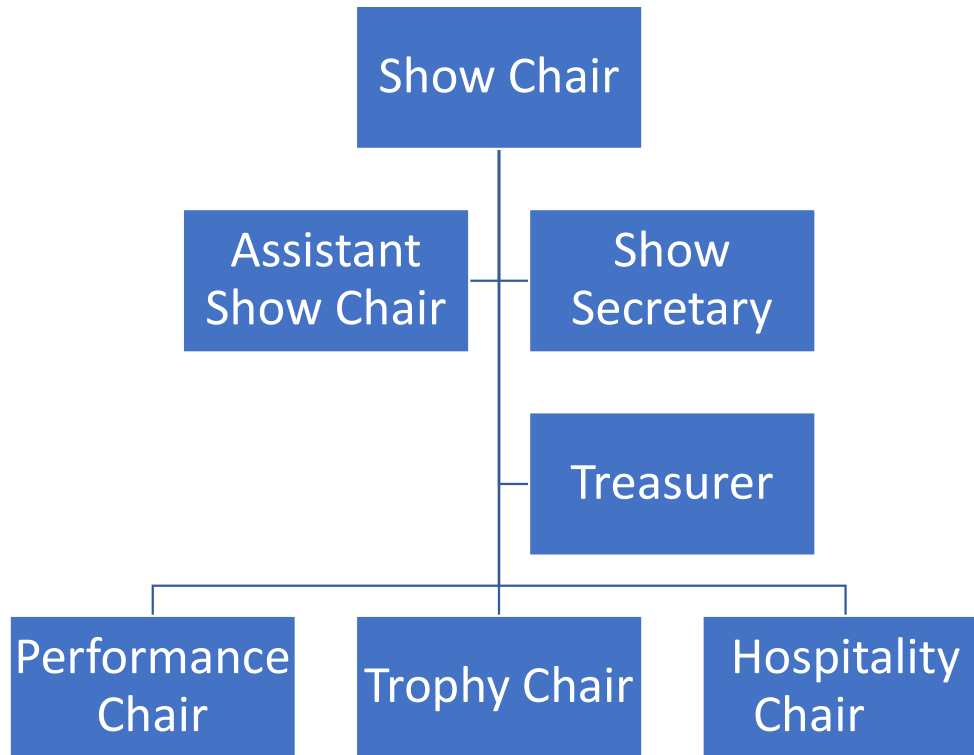 Show Chair
Assistant
Show Chair
Show
Secretary
Treasurer
Performance
Chair
Trophy Chair
Hospitality
Chair